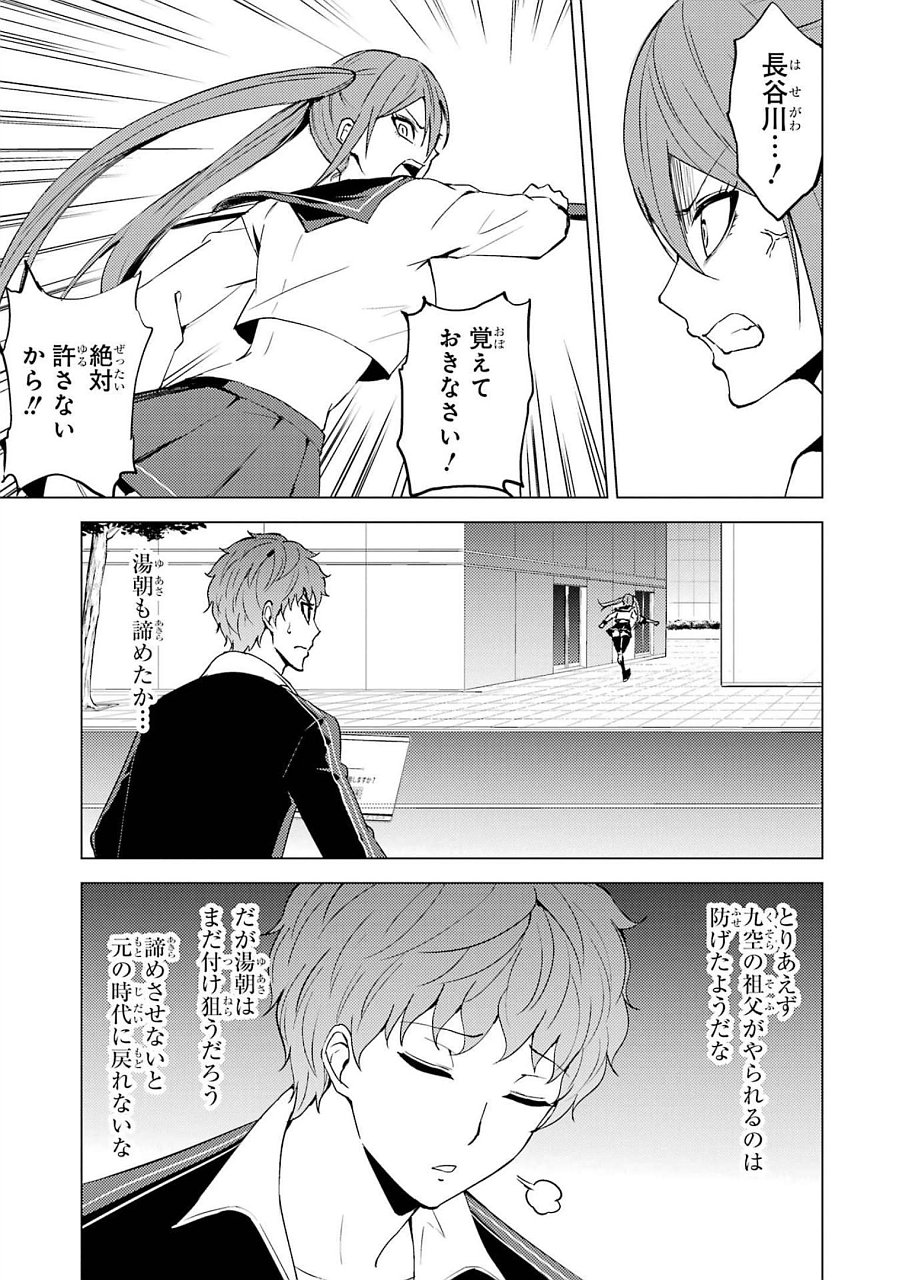 長谷川…！
覚えて
おきなさい！
絶対
許さない
から!!
湯朝も諦めたか…
とりあえず
九空の祖父がやられるのは
防げたようだな
だが湯朝は
まだ付け狙うだろう
諦めさせないと
元の時代に戻れないな